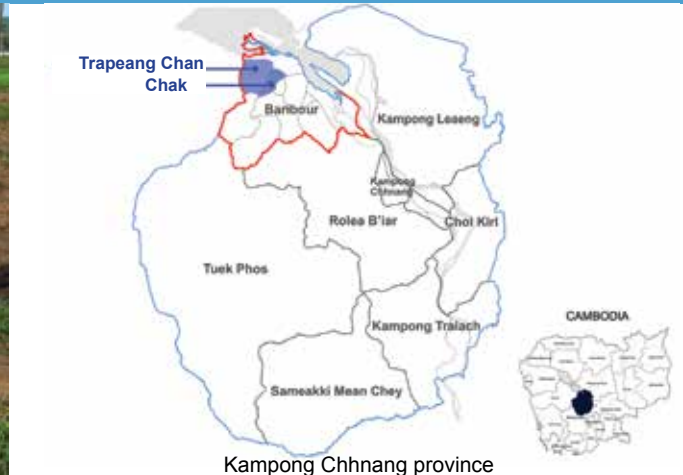 Trapeang Chan
Chak
Baribour
Kampong Leaeng
Kampong
Chhnang
Rolea B'iar
Chol Kiri
Tuek Phos
Kampong Tralach
CAMBODIA
Sameakki Mean Chey
Kampong Chhnang province